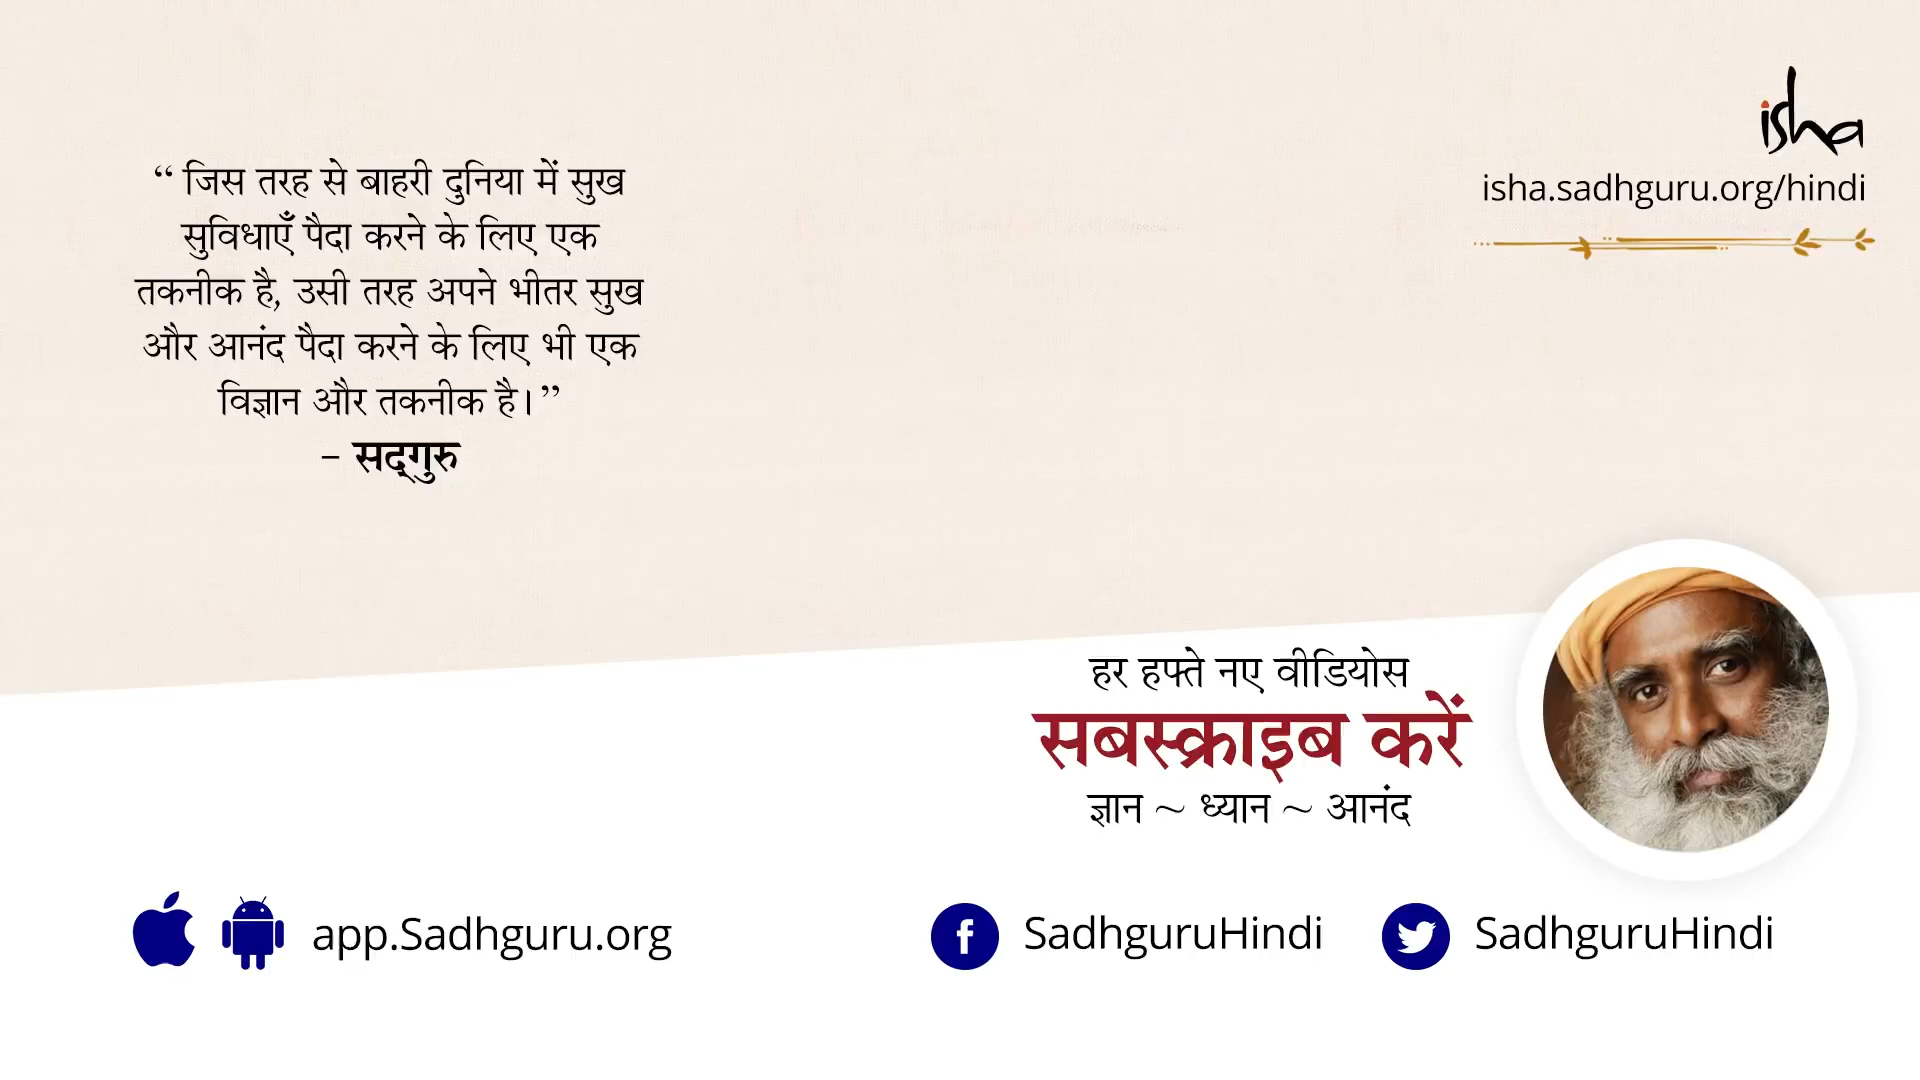 “ जिस तरह से बाहरी दुनिया में सुख
सुविधाएँ पैदा करने के लिए एक
तकनीक है, उसी तरह अपने भीतर सुख
और आनंद पैदा करने के लिए भी एक
विज्ञान और तकनीक है।”
– सद्‌गुरु
isha
isha.sadhguru.org/hindi
हर हफ्ते नए वीडियोस
सबस्क्राइब करें
ज्ञान ~ ध्यान ~ आनंद
app.Sadhguru.org
SadhguruHindi
SadhguruHindi